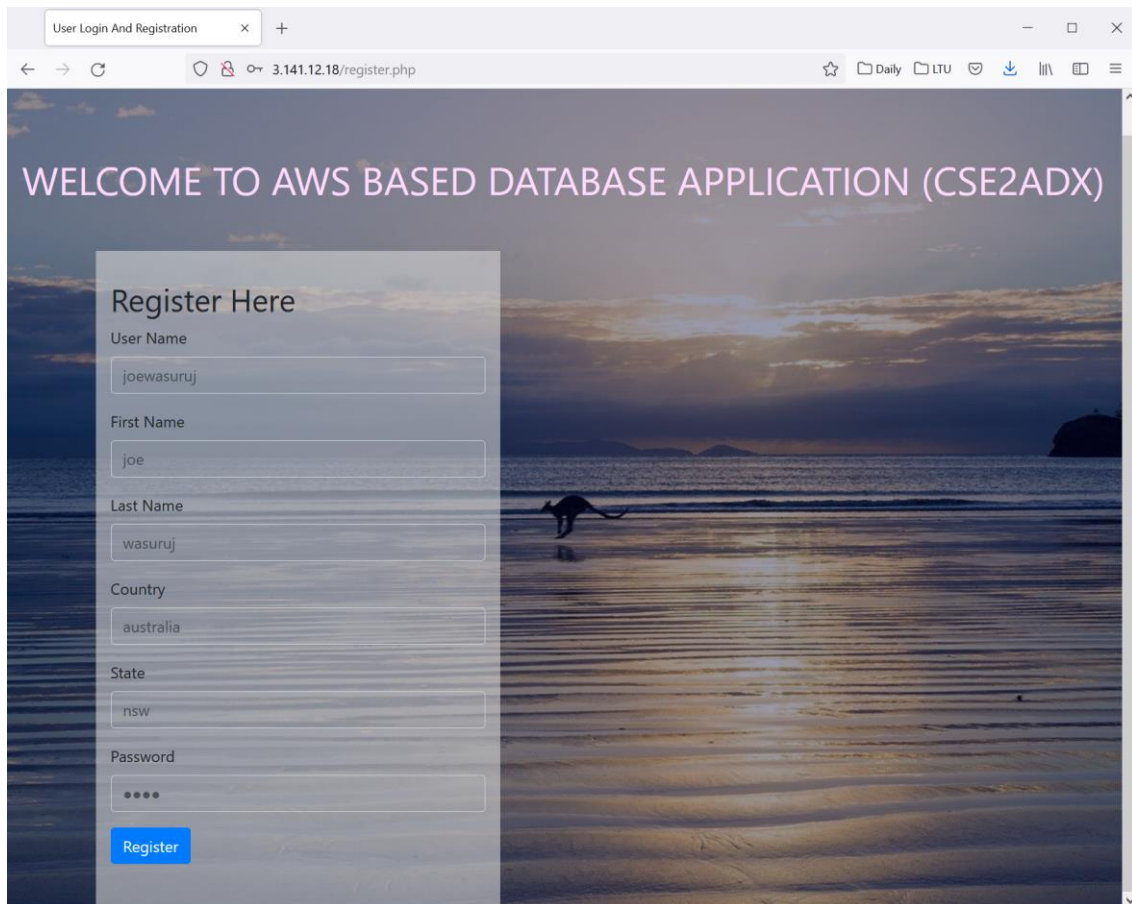 User Login And Registration
3.141.12.18/register.php
Daily
LTU
WELCOME TO AWS BASED DATABASE APPLICATION (CSE2ADX)
Register Here
User Name
joewasuruj
First Name
joe
Last Name
wasuruj
Country
australia
State
nsw
Password
••••
Register